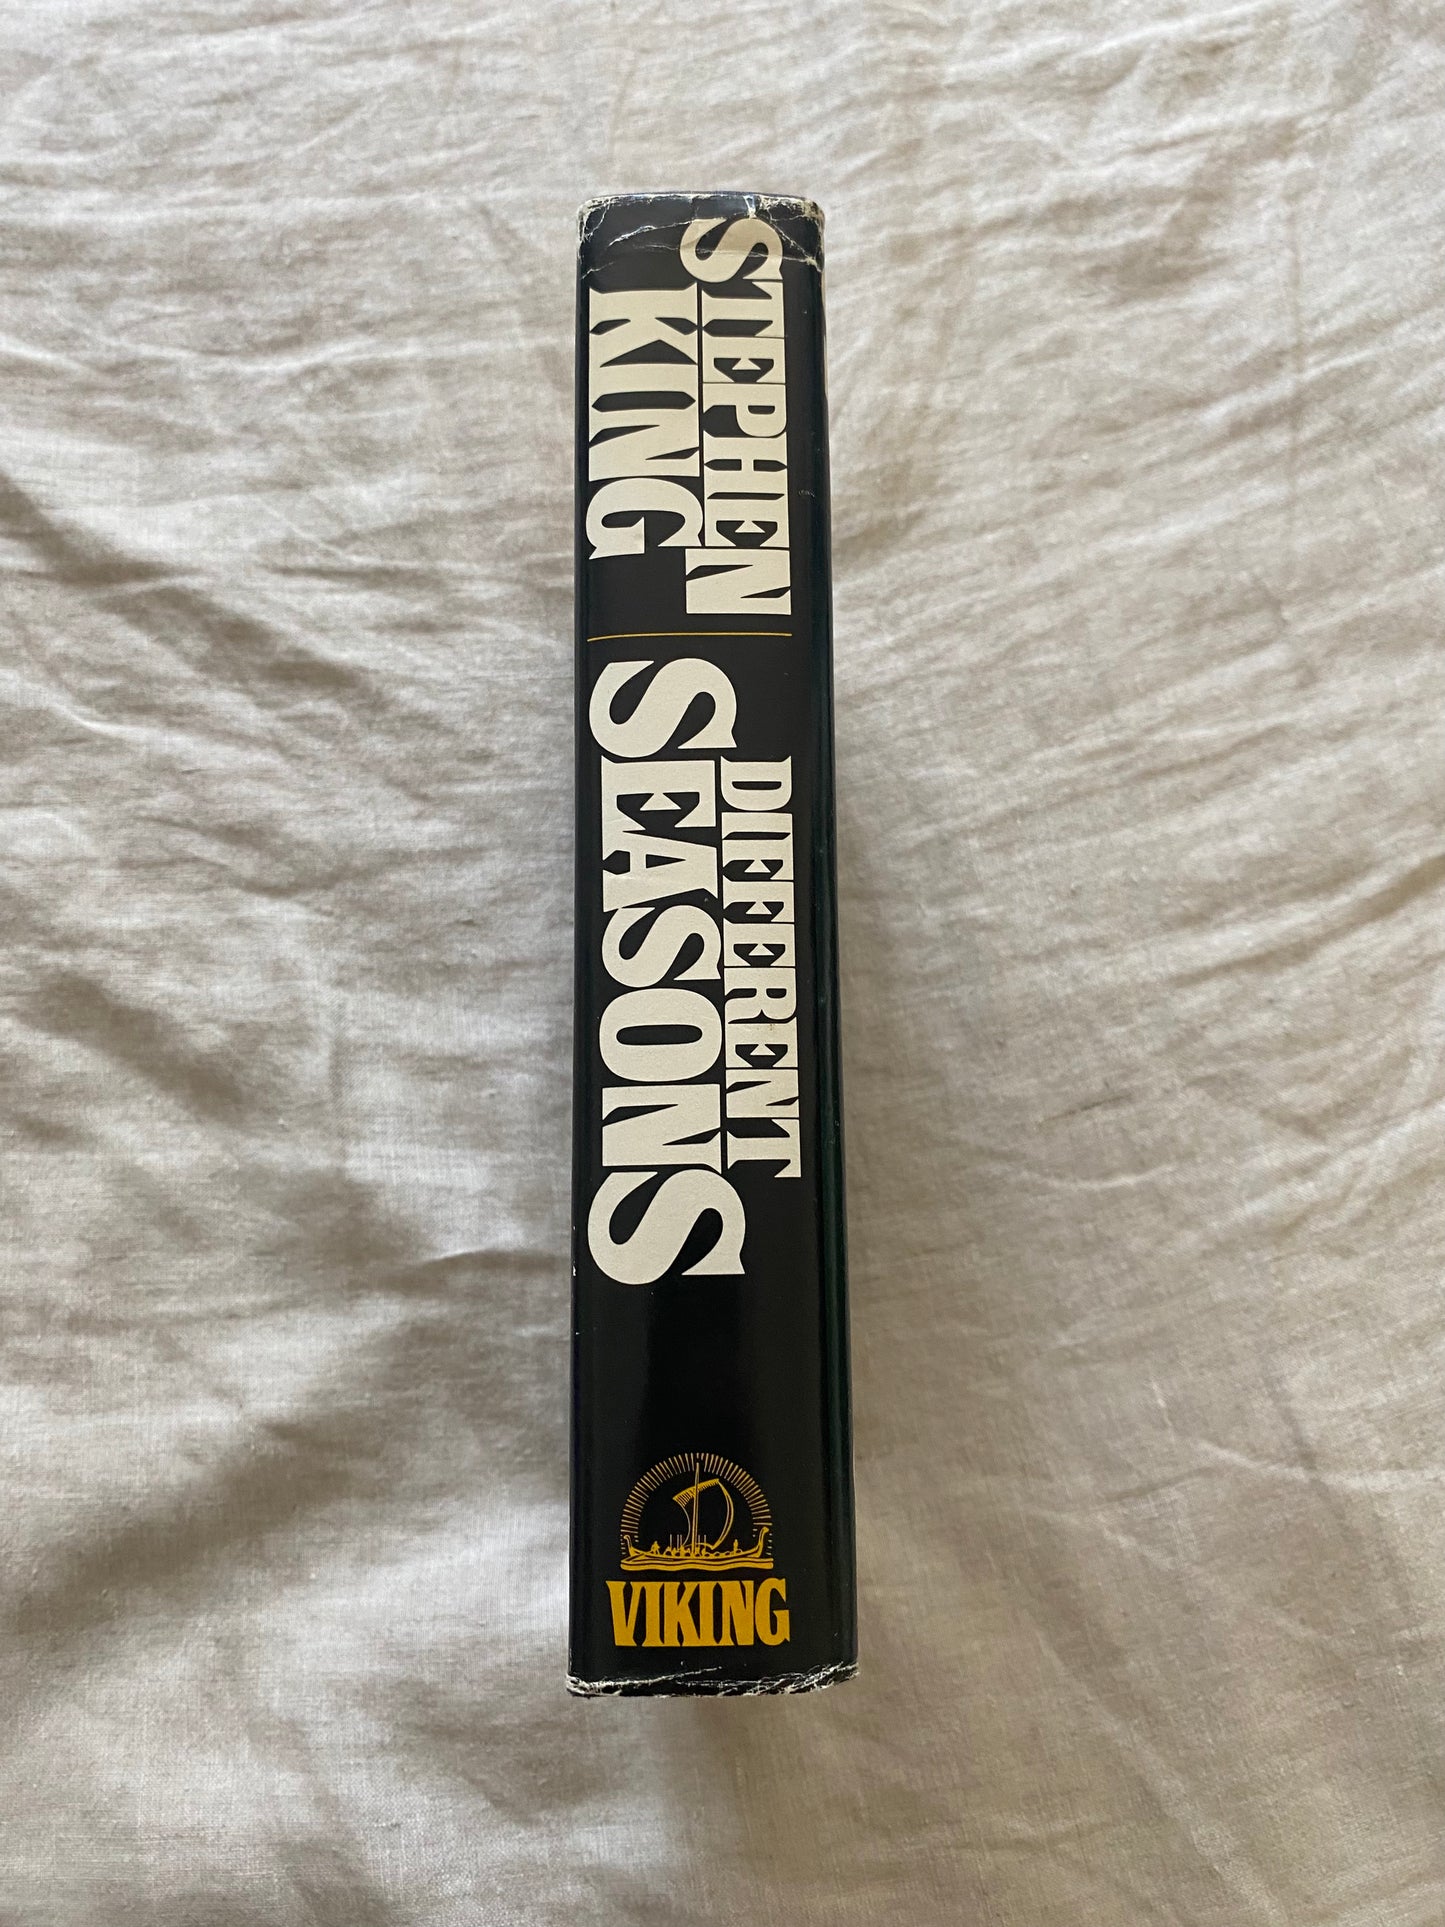 STEPHEN
KING
DIFFERENT
SEASONS
VIKING